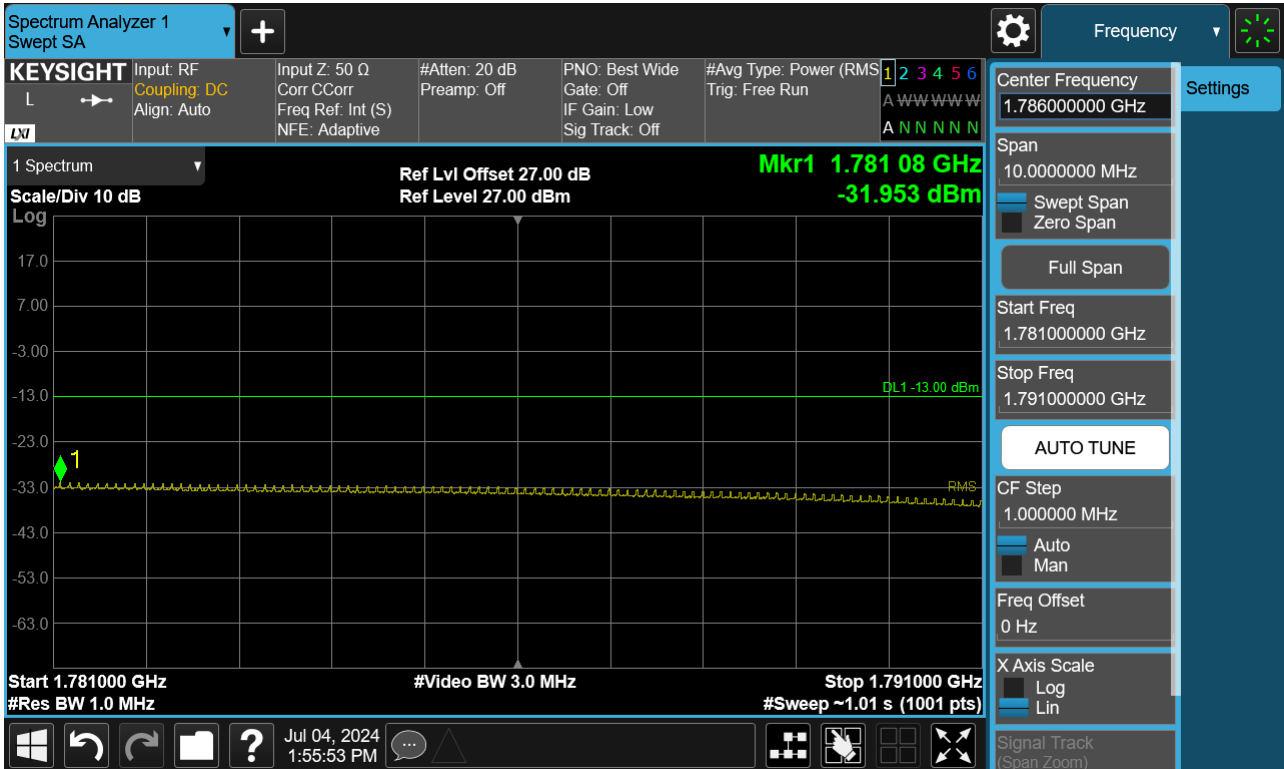 Spectrum Analyzer 1
Swept SA
Frequency
KEYSIGHT
L
LXI
Input: RF
Coupling: DC
Align: Auto
Input Z: 50 Ω
Corr CCorr
Freq Ref: Int (S)
NFE: Adaptive
#Atten: 20 dB
Preamp: Off
PNO: Best Wide
Gate: Off
IF Gain: Low
Sig Track: Off
#Avg Type: Power (RMS
Trig: Free Run
1 2 3 4 5 6
A W W W W W
A N N N N N
1 Spectrum
Scale/Div 10 dB
Log
Ref Lvl Offset 27.00 dB
Ref Level 27.00 dBm
Mkr1 1.781 08 GHz
-31.953 dBm
17.0
7.00
-3.00
-13.0
-23.0
-33.0
-43.0
-53.0
-63.0
DL1 -13.00 dBm
1
RMS
Start 1.781000 GHz
#Res BW 1.0 MHz
#Video BW 3.0 MHz
Stop 1.791000 GHz
#Sweep ~1.01 s (1001 pts)
Jul 04, 2024
1:55:53 PM
Center Frequency
1.786000000 GHz
Span
10.0000000 MHz
Swept Span
Zero Span
Full Span
Start Freq
1.781000000 GHz
Stop Freq
1.791000000 GHz
AUTO TUNE
CF Step
1.000000 MHz
Auto
Man
Freq Offset
0 Hz
X Axis Scale
Log
Lin
Signal Track
(Span Zoom)
Settings